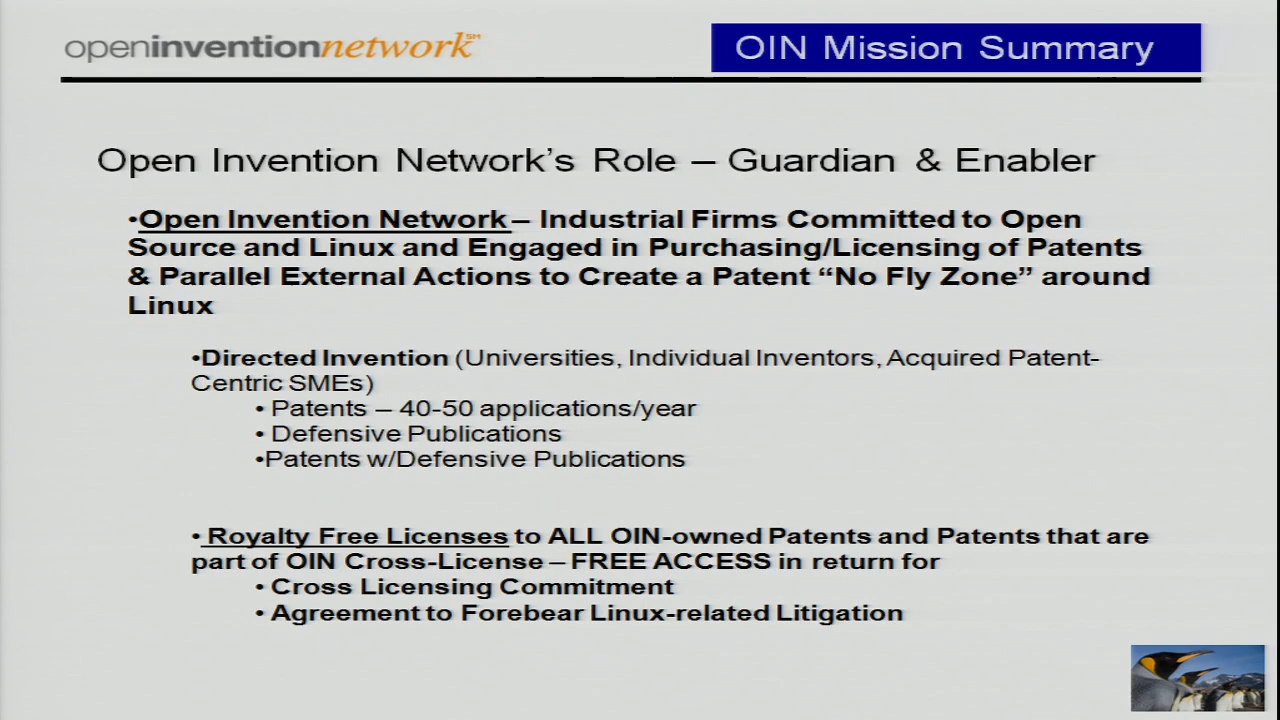 openinventionnetwork℠
OIN Mission Summary
Open Invention Network's Role – Guardian & Enabler
•Open Invention Network – Industrial Firms Committed to Open
Source and Linux and Engaged in Purchasing/Licensing of Patents
& Parallel External Actions to Create a Patent “No Fly Zone” around
Linux
•Directed Invention (Universities, Individual Inventors, Acquired Patent-
Centric SMEs)
• Patents – 40-50 applications/year
• Defensive Publications
•Patents w/Defensive Publications
• Royalty Free Licenses to ALL OIN-owned Patents and Patents that are
part of OIN Cross-License – FREE ACCESS in return for
• Cross Licensing Commitment
• Agreement to Forebear Linux-related Litigation